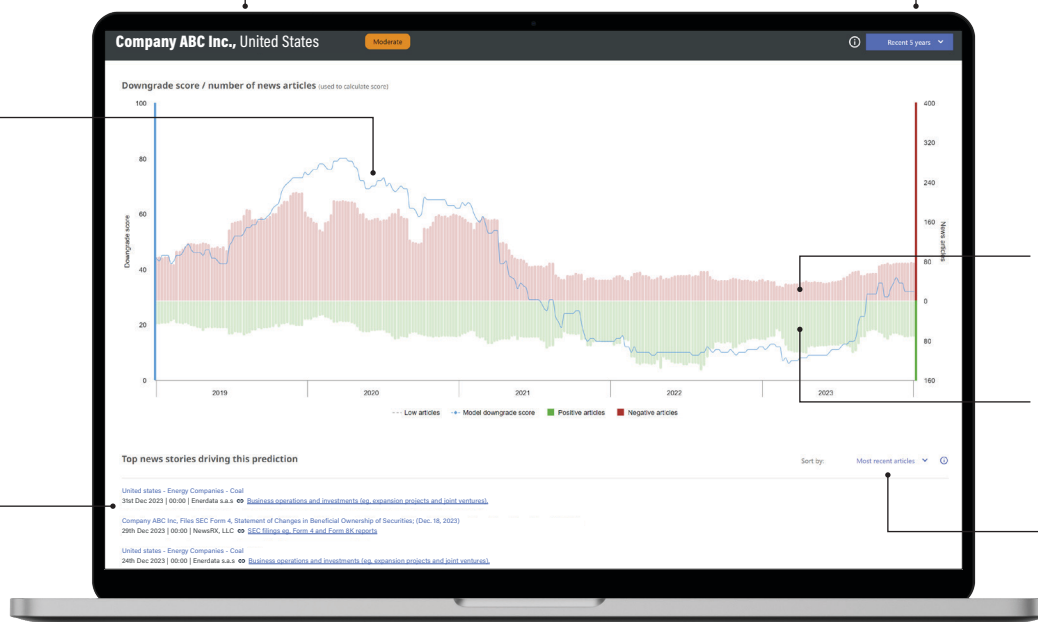 Company ABC Inc., United States
Moderate
Recent 5 years
Downgrade score / number of news articles (used to calculate score)
100
80
60
40
20
0
Downgrade score
400
320
240
160
80
0
80
160
News articles
2019
2020
2021
2022
2023
Low articles
Model downgrade score
Positive articles
Negative articles
Top news stories driving this prediction
Sort by:
Most recent articles
United states - Energy Companies - Coal
31st Dec 2023 | 00:00 | Enerdata s.a.s Business operations and investments (eg, expansion projects and joint ventures),
Company ABC Inc, Files SEC Form 4, Statement of Changes in Beneficial Ownership of Securities; (Dec. 18, 2023)
29th Dec 2023 | 00:00 | NewsRX, LLC SEC filings eg, Form 4 and Form 8K reports
United states - Energy Companies - Coal
24th Dec 2023 | 00:00 | Enerdata s.a.s Business operations and investments (eg, expansion projects and joint ventures),